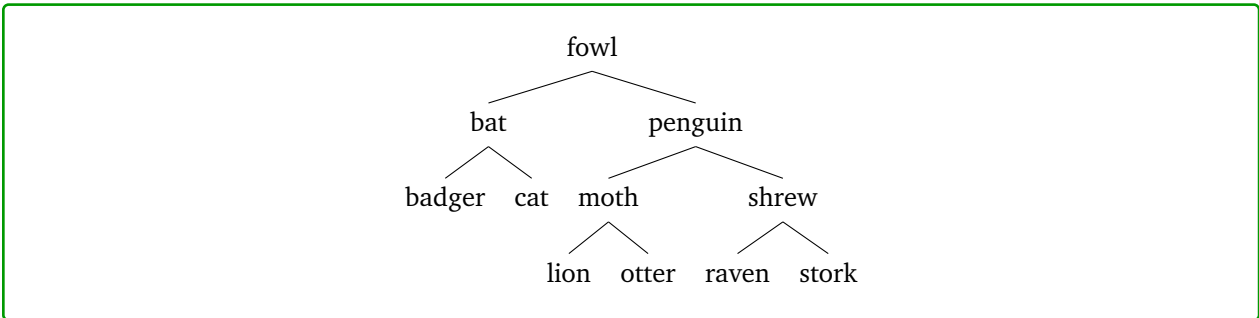 fowl
bat penguin
badger cat moth shrew
lion otter raven stork